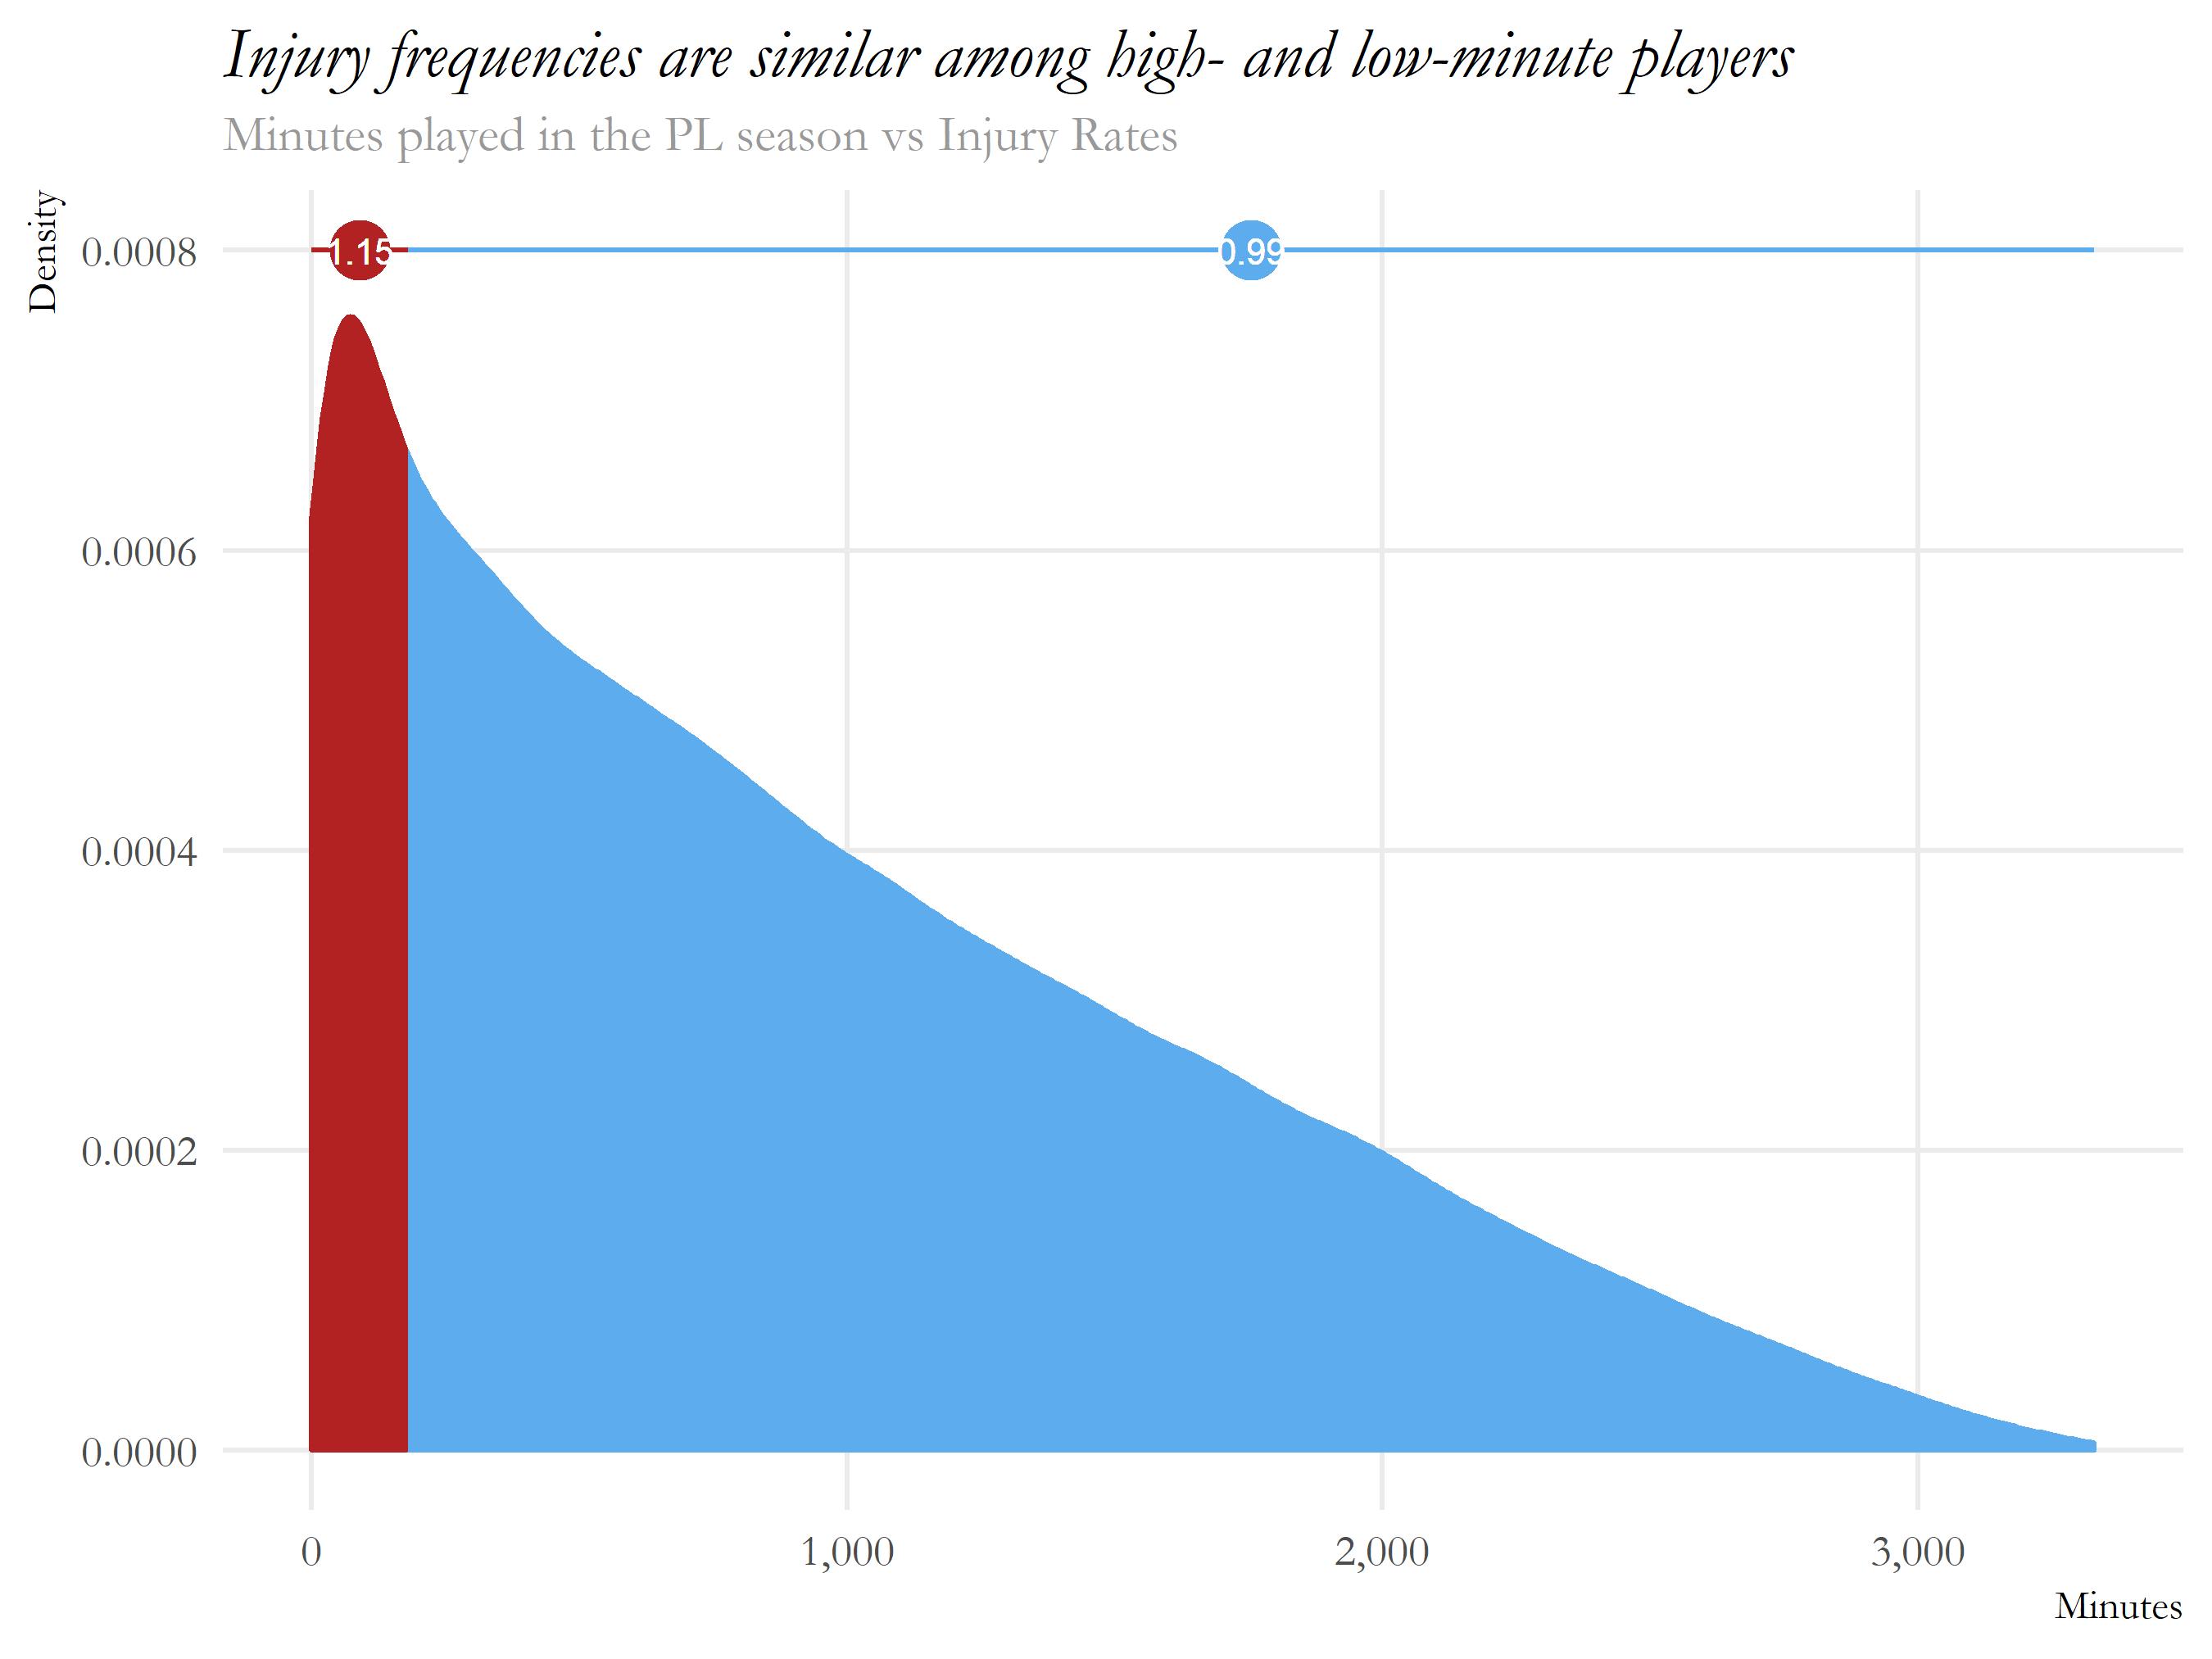 Injury frequencies are similar among high- and low-minute players
Minutes played in the PL season vs Injury Rates
Density
0.0008
1.15
0.99
0.0006
0.0004
0.0002
0.0000
0
1,000
2,000
3,000
Minutes